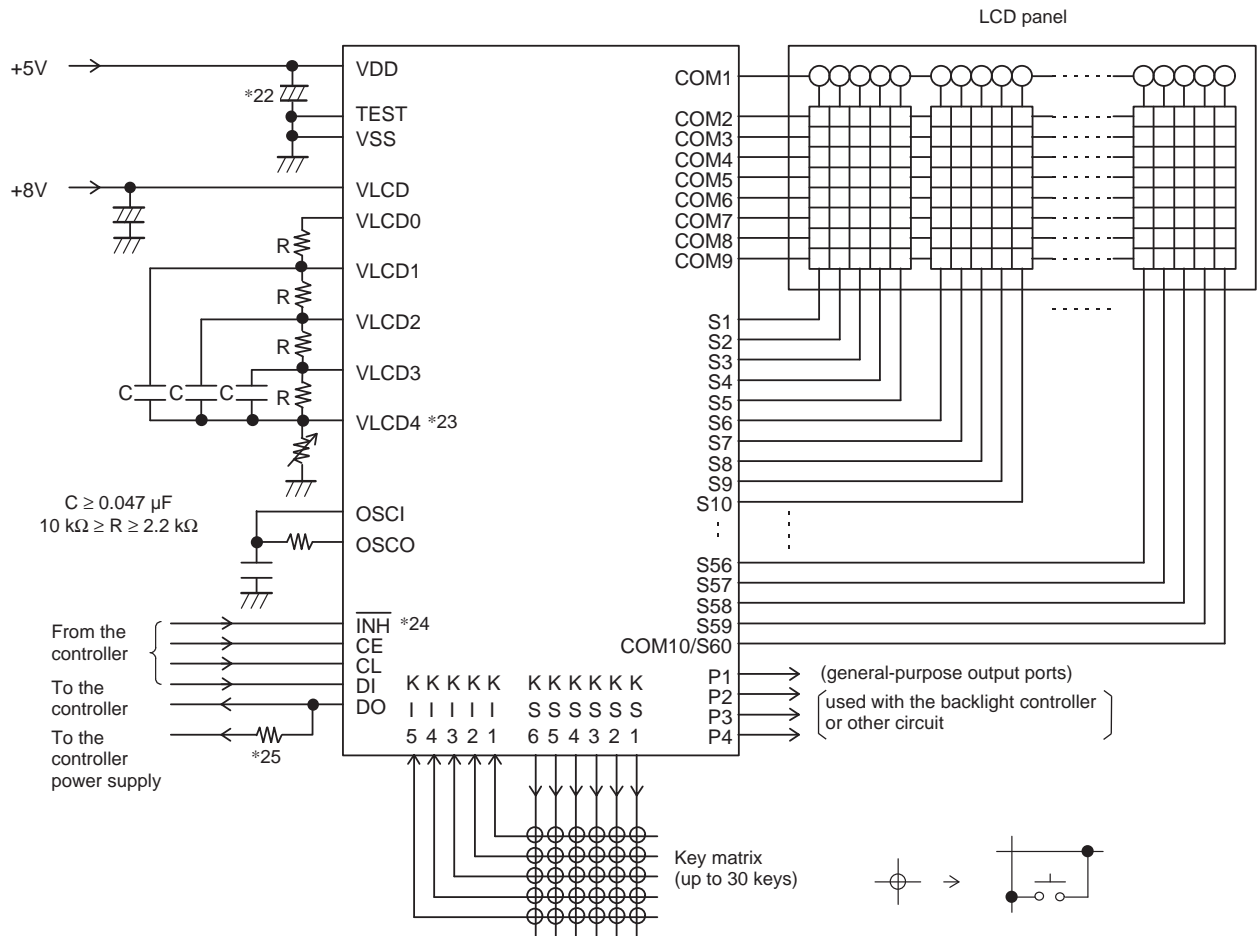 LCD panel
+5V
*22
VDD
TEST
VSS
+8V
VLCD
VLCD0
R
VLCD1
R
VLCD2
R
VLCD3
C
C
C
R
VLCD4 *23
C ≥ 0.047 µF
10 kΩ ≥ R ≥ 2.2 kΩ
OSCI
OSCO
From the
controller
INH *24
CE
CL
DI
To the
controller
DO
To the
controller
power supply
*25
K K K K K
I I I I I
5 4 3 2 1
K K K K K K
S S S S S S
6 5 4 3 2 1
COM1
COM2
COM3
COM4
COM5
COM6
COM7
COM8
COM9
S1
S2
S3
S4
S5
S6
S7
S8
S9
S10
S56
S57
S58
S59
COM10/S60
P1
P2
P3
P4
(general-purpose output ports)
used with the backlight controller
or other circuit
Key matrix
(up to 30 keys)